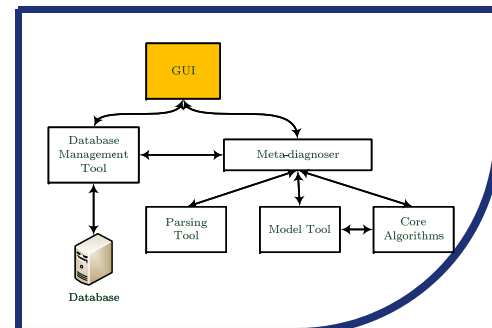 GUI
Database
Management
Tool
Meta-diagnoser
Parsing
Tool
Model Tool
Core
Algorithms
Database